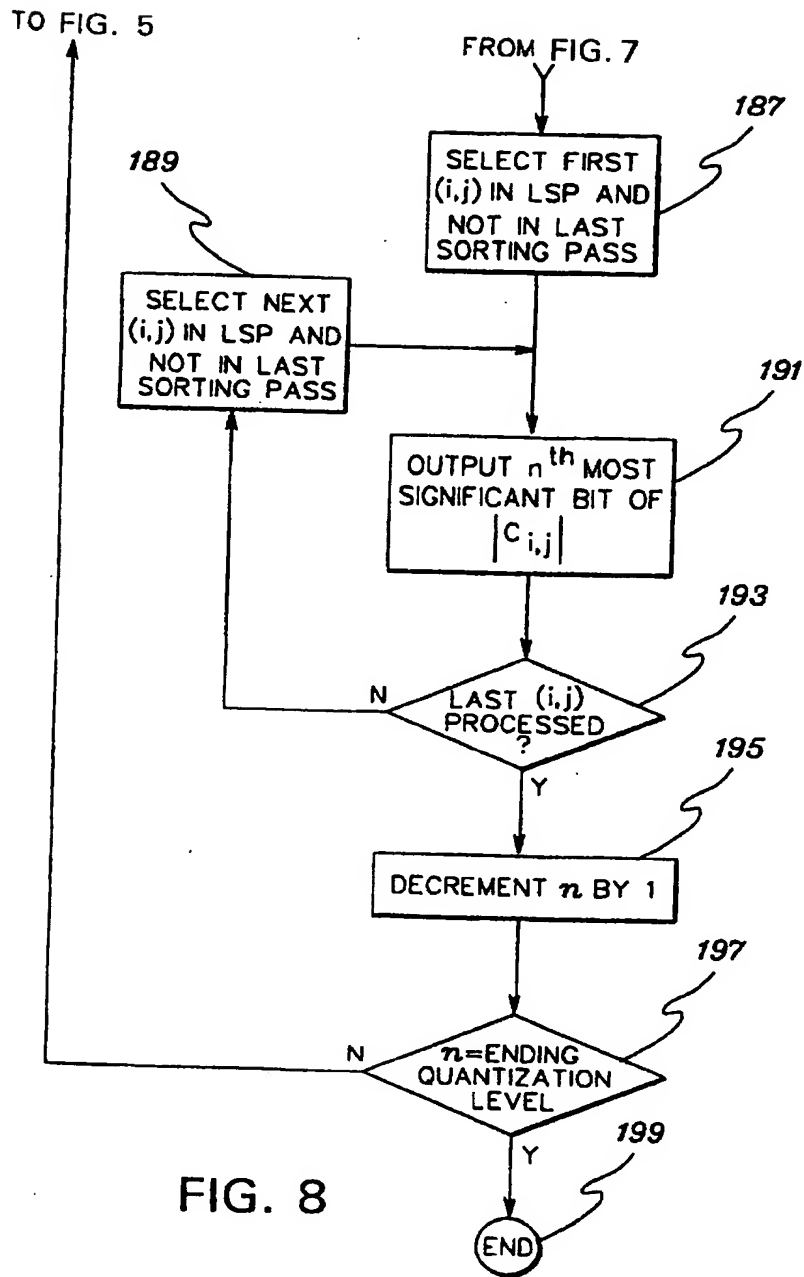 TO FIG. 5
FROM FIG. 7
Y
187
SELECT FIRST
(i,j) IN LSP AND
NOT IN LAST
SORTING PASS
189
SELECT NEXT
(i,j) IN LSP AND
NOT IN LAST
SORTING PASS
191
OUTPUT nth MOST
SIGNIFICANT BIT OF
|C i,j|
193
N
LAST (i,j)
PROCESSED
?
Y
195
DECREMENT n BY 1
197
N
n=ENDING
QUANTIZATION
LEVEL
Y
199
END
FIG. 8